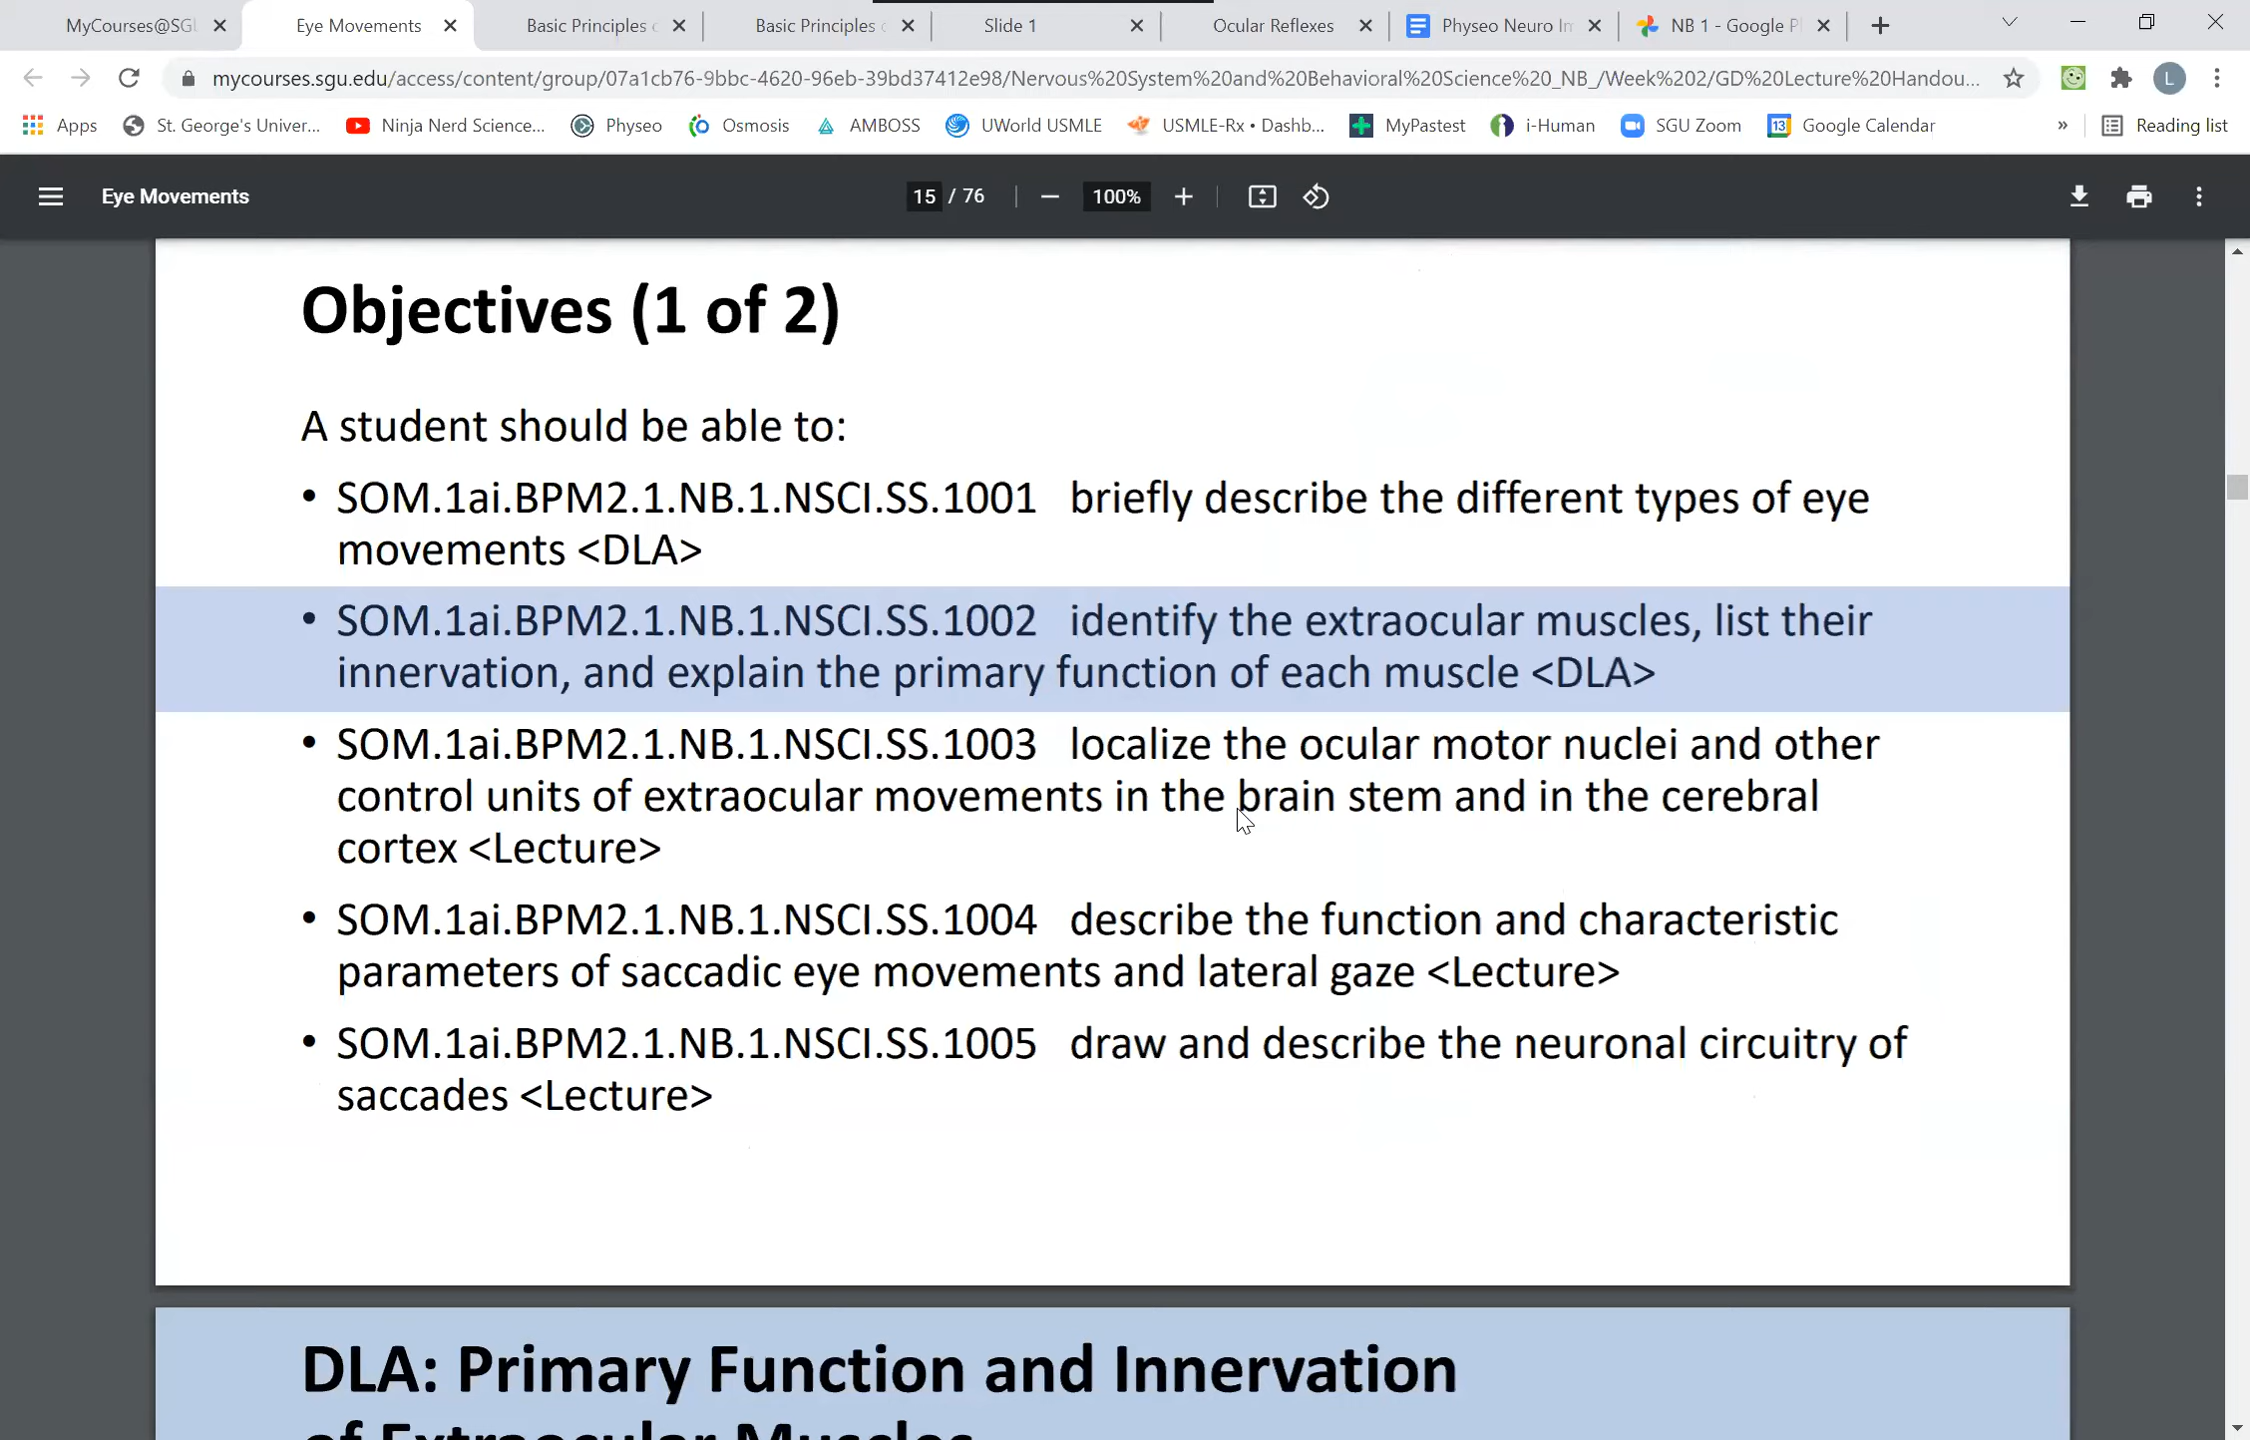 MyCourses@SGU
Eye Movements
Basic Principles o
Basic Principles o
Slide 1
Ocular Reflexes
Physeo Neuro Im
NB 1 - Google P
mycourses.sgu.edu/access/content/group/07a1cb76-9bbc-4620-96eb-39bd37412e98/Nervous%20System%20and%20Behavioral%20Science%20_NB_/Week%202/GD%20Lecture%20Handou...
L
Apps
St. George's Univer...
Ninja Nerd Science...
Physeo
Osmosis
AMBOSS
UWorld USMLE
USMLE-Rx • Dashb...
MyPastest
i-Human
SGU Zoom
13
Google Calendar
»
Reading list
Eye Movements
15 / 76
100%
Objectives (1 of 2)
A student should be able to:
• SOM.1ai.BPM2.1.NB.1.NSCI.SS.1001 briefly describe the different types of eye
movements <DLA>
• SOM.1ai.BPM2.1.NB.1.NSCI.SS.1002 identify the extraocular muscles, list their
innervation, and explain the primary function of each muscle <DLA>
• SOM.1ai.BPM2.1.NB.1.NSCI.SS.1003 localize the ocular motor nuclei and other
control units of extraocular movements in the brain stem and in the cerebral
cortex <Lecture>
• SOM.1ai.BPM2.1.NB.1.NSCI.SS.1004 describe the function and characteristic
parameters of saccadic eye movements and lateral gaze <Lecture>
• SOM.1ai.BPM2.1.NB.1.NSCI.SS.1005 draw and describe the neuronal circuitry of
saccades <Lecture>
DLA: Primary Function and Innervation
of Extraocular Muscles